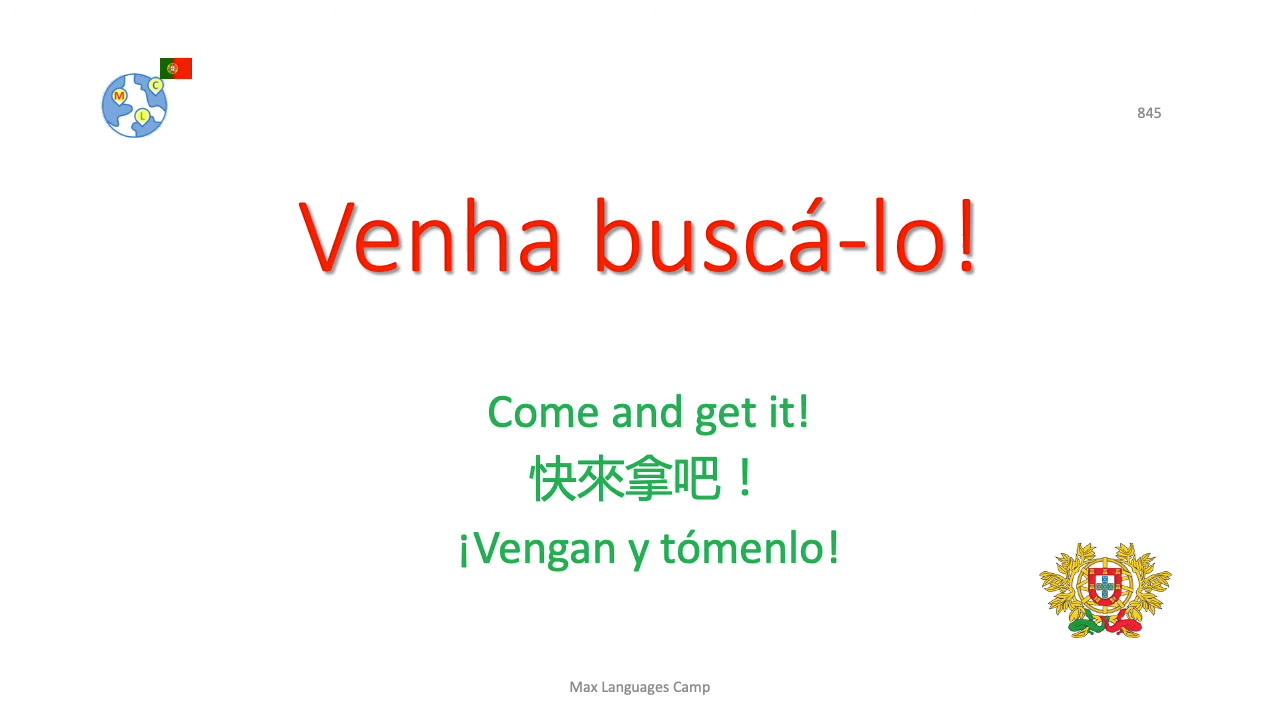 M C L
845
Venha buscá-lo!
Come and get it!
快來拿吧！
¡Vengan y tómenlo!
Max Languages Camp